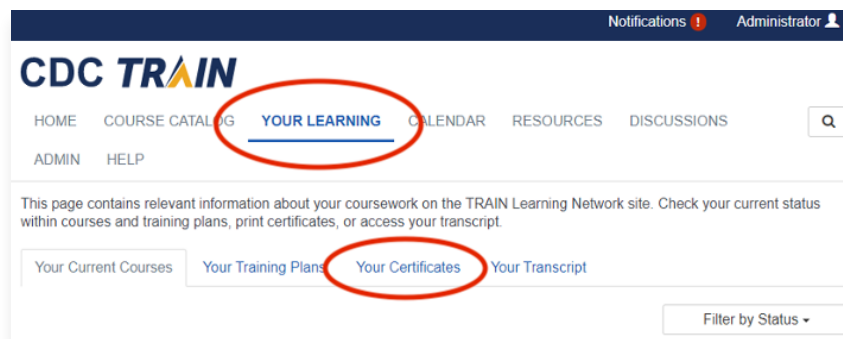 Notifications ! Administrator
CDC TRAIN
HOME COURSE CATALOG YOUR LEARNING CALENDAR RESOURCES DISCUSSIONS
ADMIN HELP
This page contains relevant information about your coursework on the TRAIN Learning Network site. Check your current status
within courses and training plans, print certificates, or access your transcript.
Your Current Courses Your Training Plans Your Certificates Your Transcript
Filter by Status